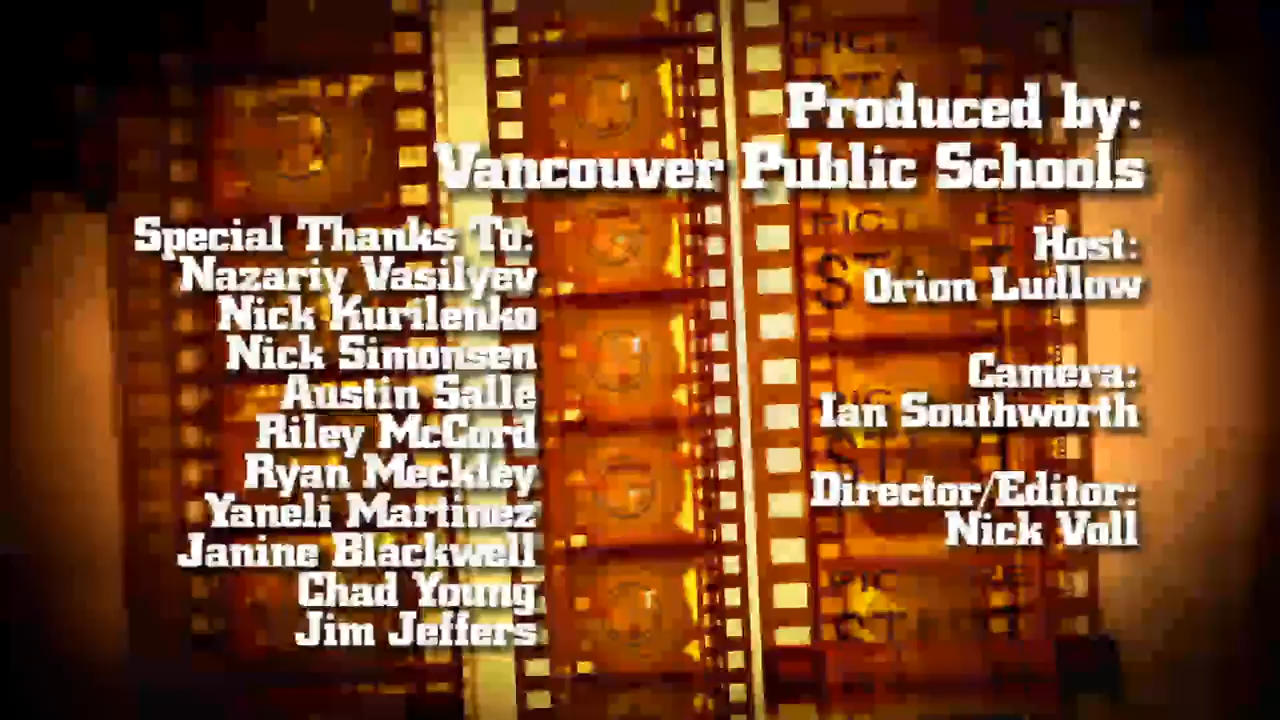 Produced by:
Vancouver Public Schools
Special Thanks To:
Nazariy Vasilyev
Nick Kurilenko
Nick Simonsen
Austin Salle
Riley McCord
Ryan Meckley
Yaneli Martinez
Janine Blackwell
Chad Young
Jim Jeffers
Host:
Orion Ludlow
Camera:
Ian Southworth
Director/Editor:
Nick Voll